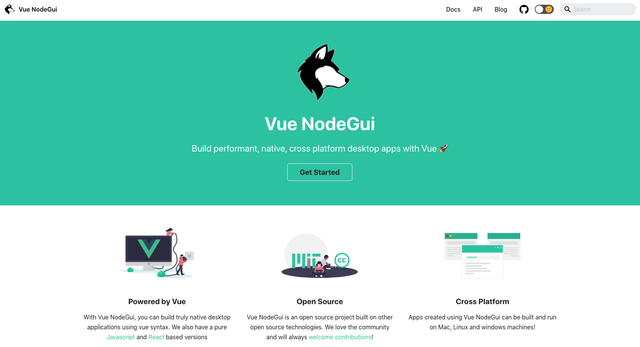 Vue NodeGui
Docs
API
Blog
Search
Vue NodeGui
Build performant, native, cross platform desktop apps with Vue 🚀
Get Started
MIT
CC
Powered by Vue
With Vue NodeGui, you can build truly native desktop
applications using vue syntax. We also have a pure
Javascript and React based versions
Open Source
Vue NodeGui is an open source project built on other
open source technologies. We love the community
and will always welcome contributions!
Cross Platform
Apps created using Vue NodeGui can be built and run
on Mac, Linux and windows machines!